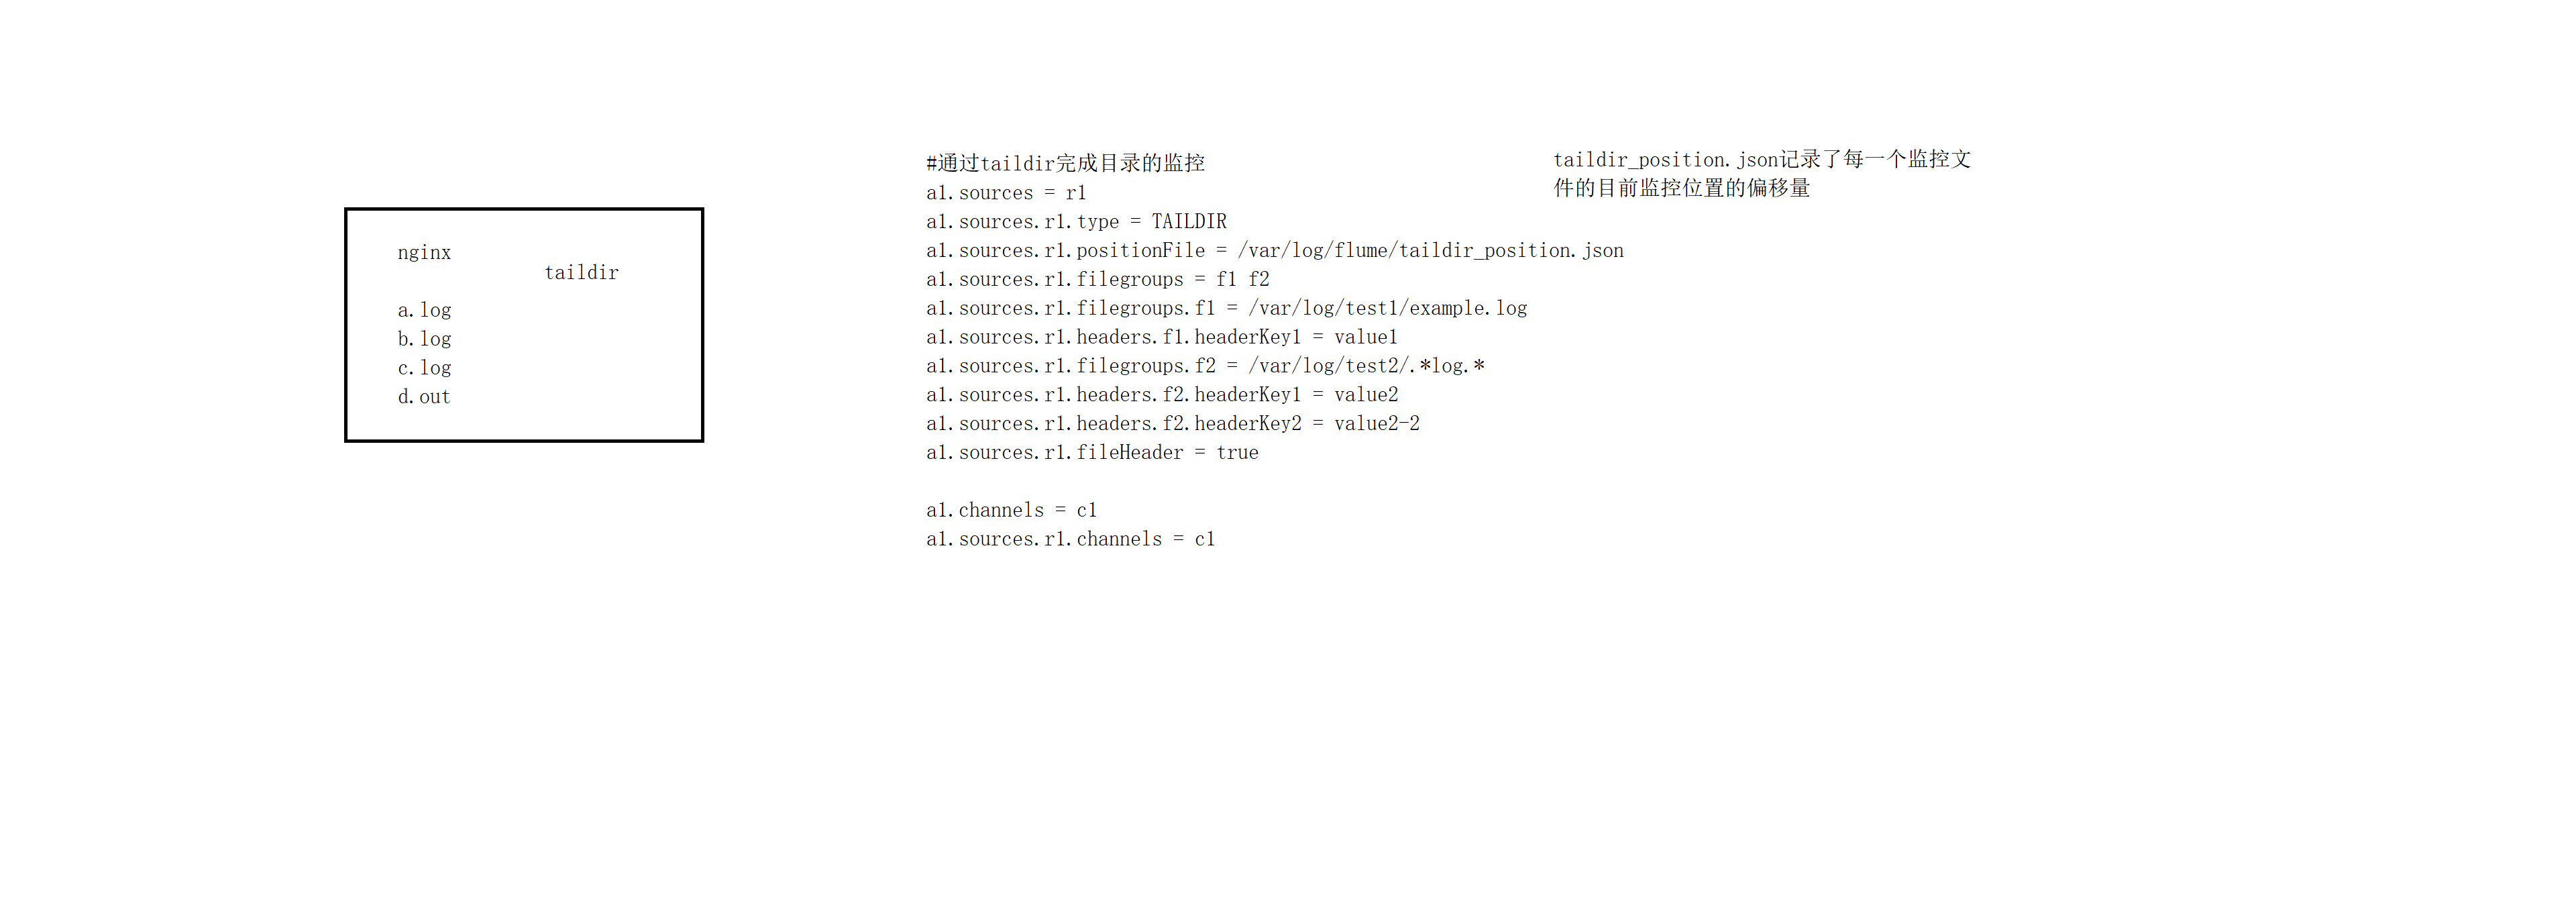 nginx
taildir
a.log
b.log
c.log
d.out
#通过taildir完成目录的监控
a1.sources = r1
a1.sources.r1.type = TAILDIR
a1.sources.r1.positionFile = /var/log/flume/taildir_position.json
a1.sources.r1.filegroups = f1 f2
a1.sources.r1.filegroups.f1 = /var/log/test1/example.log
a1.sources.r1.headers.f1.headerKey1 = value1
a1.sources.r1.filegroups.f2 = /var/log/test2/.*log.*
a1.sources.r1.headers.f2.headerKey1 = value2
a1.sources.r1.headers.f2.headerKey2 = value2-2
a1.sources.r1.fileHeader = true
a1.channels = c1
a1.sources.r1.channels = c1
taildir_position.json记录了每一个监控文
件的目前监控位置的偏移量